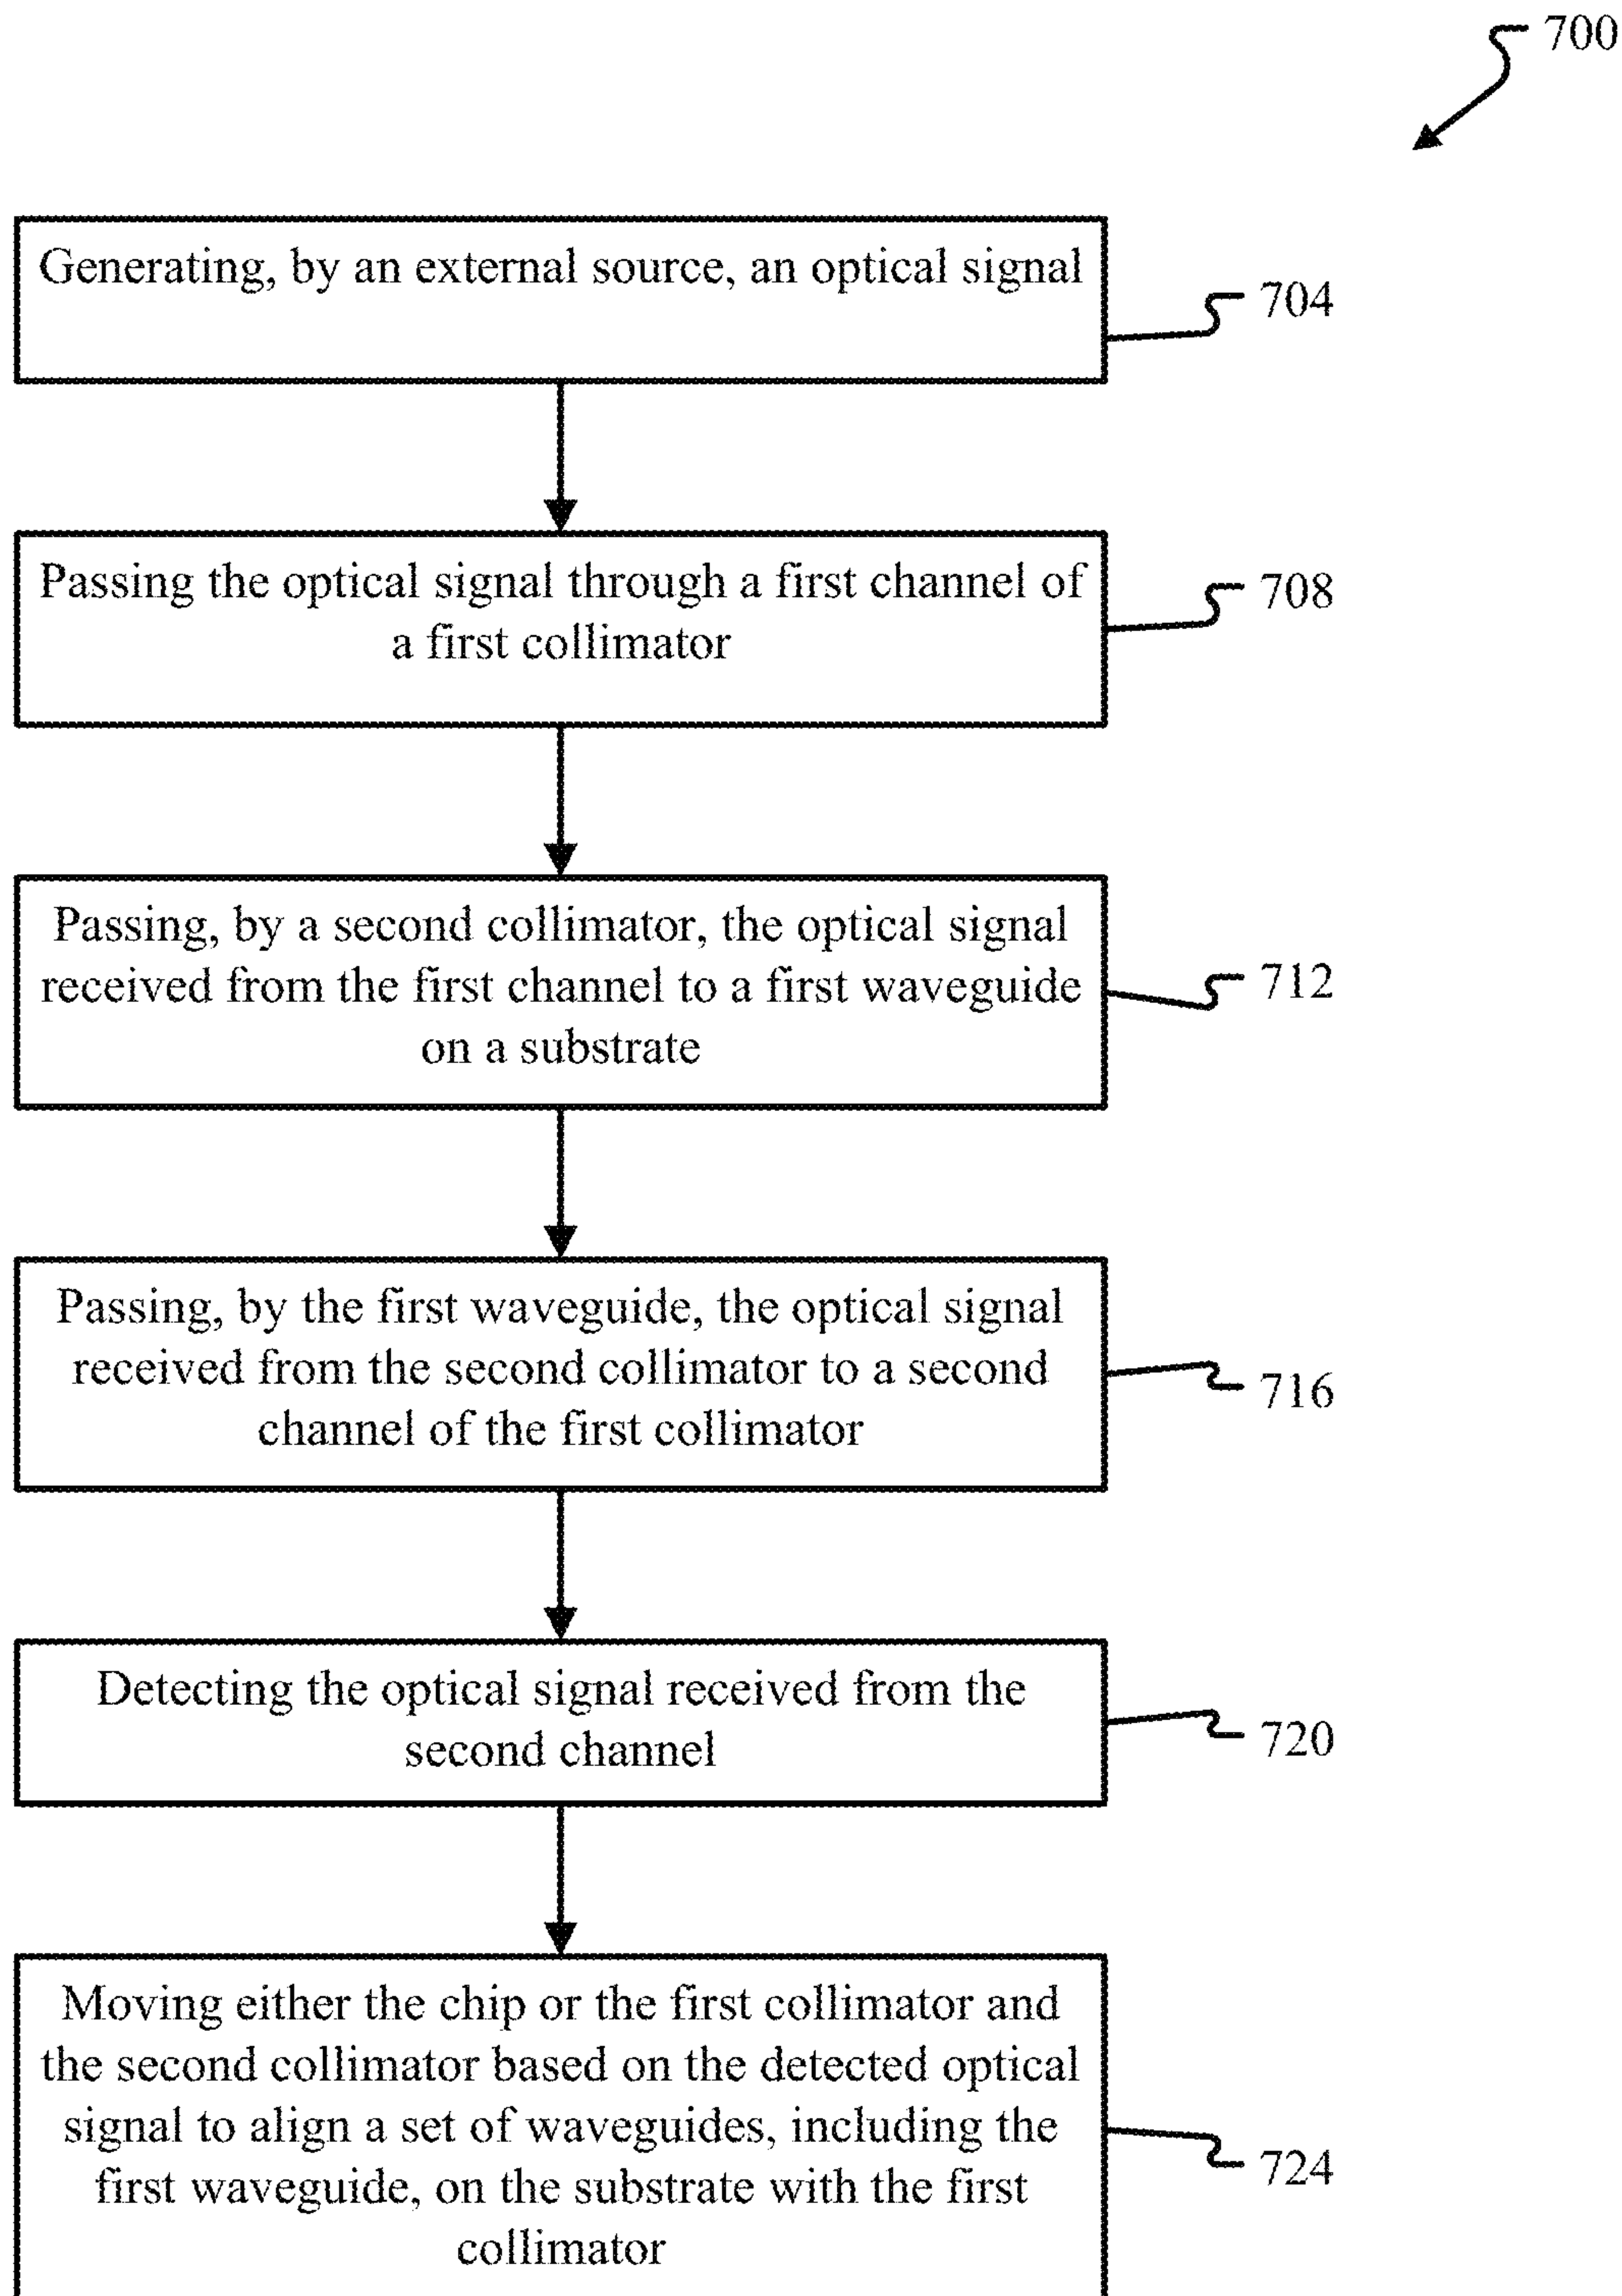 700
Generating, by an external source, an optical signal
704
Passing the optical signal through a first channel of
a first collimator
708
Passing, by a second collimator, the optical signal
received from the first channel to a first waveguide
on a substrate
712
Passing, by the first waveguide, the optical signal
received from the second collimator to a second
channel of the first collimator
716
Detecting the optical signal received from the
second channel
720
Moving either the chip or the first collimator and
the second collimator based on the detected optical
signal to align a set of waveguides, including the
first waveguide, on the substrate with the first
collimator
724